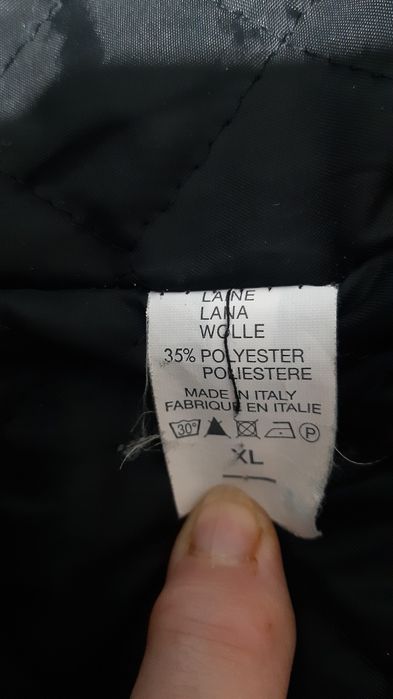 LAINE
LANA
WOLLE
35% POLYESTER
POLIESTERE
MADE IN ITALY
FABRIQUE EN ITALIE
30° P
XL